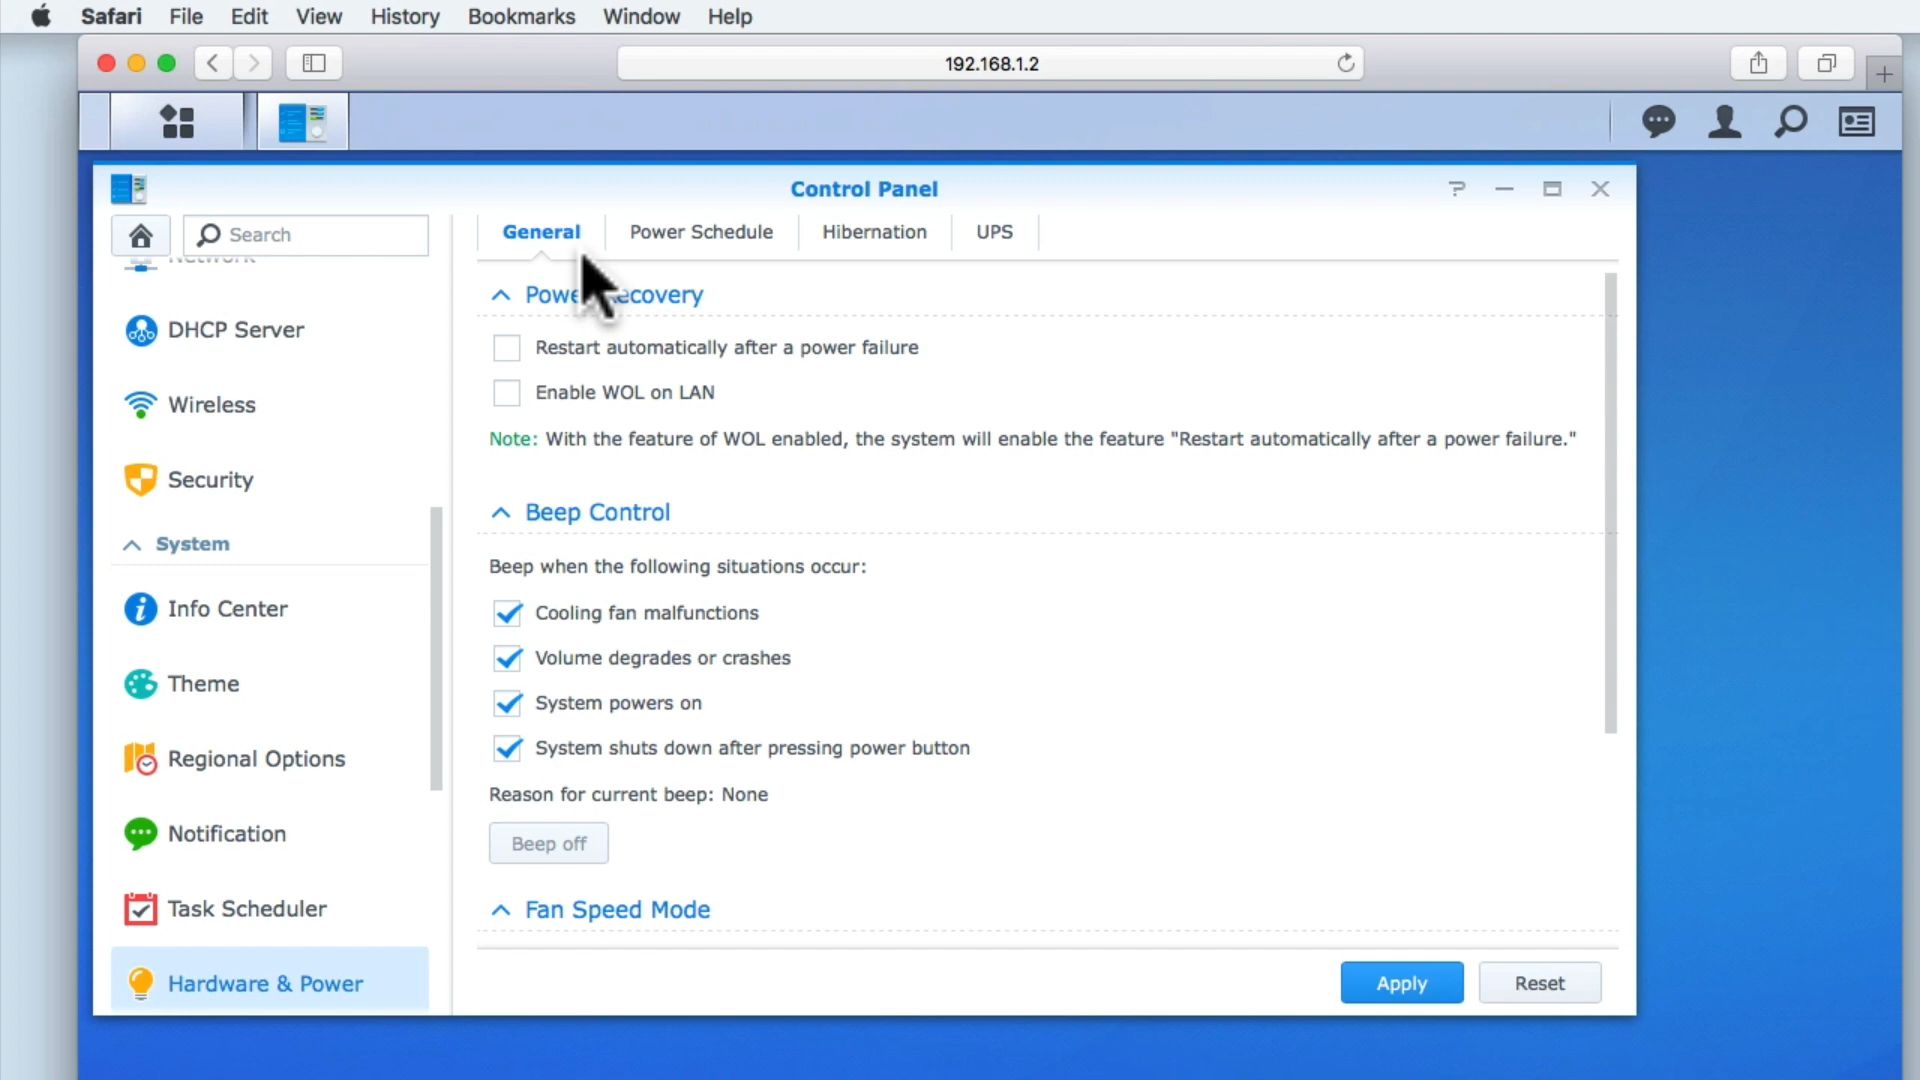 Safari File Edit View History Bookmarks Window Help
192.168.1.2
Control Panel
Search
General Power Schedule Hibernation UPS
Network
DHCP Server
Wireless
Security
System
Info Center
Theme
Regional Options
Notification
Task Scheduler
Hardware & Power
Restart automatically after a power failure
Enable WOL on LAN
Note: With the feature of WOL enabled, the system will enable the feature "Restart automatically after a power failure."
Beep Control
Beep when the following situations occur:
Cooling fan malfunctions
Volume degrades or crashes
System powers on
System shuts down after pressing power button
Reason for current beep: None
Beep off
Fan Speed Mode
Apply Reset